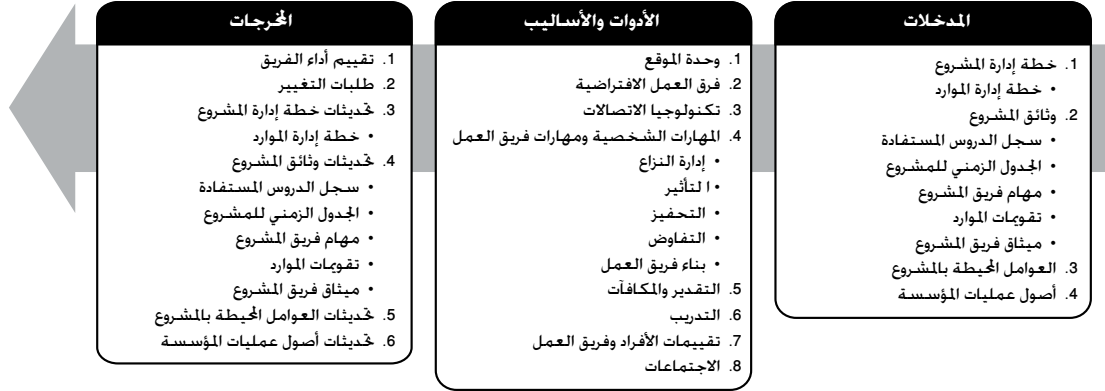 المدخلات
1. خطة إدارة المشروع
• خطة إدارة الموارد
2. وثائق المشروع
• سجل الدروس المستفادة
• الجدول الزمني للمشروع
• مهام فريق المشروع
• تقويمات الموارد
• ميثاق فريق المشروع
3. العوامل المحيطة بالمشروع
4. أصول عمليات المؤسسة
الأدوات والأساليب
1. وحدة الموقع
2. فرق العمل الافتراضية
3. تكنولوجيا الاتصالات
4. المهارات الشخصية ومهارات فريق العمل
• إدارة النزاع
• ا لتأثير
• التحفيز
• التفاوض
• بناء فريق العمل
5. التقدير والمكافآت
6. التدريب
7. تقييمات الأفراد وفريق العمل
8. الاجتماعات
المخرجات
1. تقييم أداء الفريق
2. طلبات التغيير
3. تحديثات خطة إدارة المشروع
• خطة إدارة الموارد
4. تحديثات وثائق المشروع
• سجل الدروس المستفادة
• الجدول الزمني للمشروع
• مهام فريق المشروع
• تقويمات الموارد
• ميثاق فريق المشروع
5. تحديثات العوامل المحيطة بالمشروع
6. تحديثات أصول عمليات المؤسسة